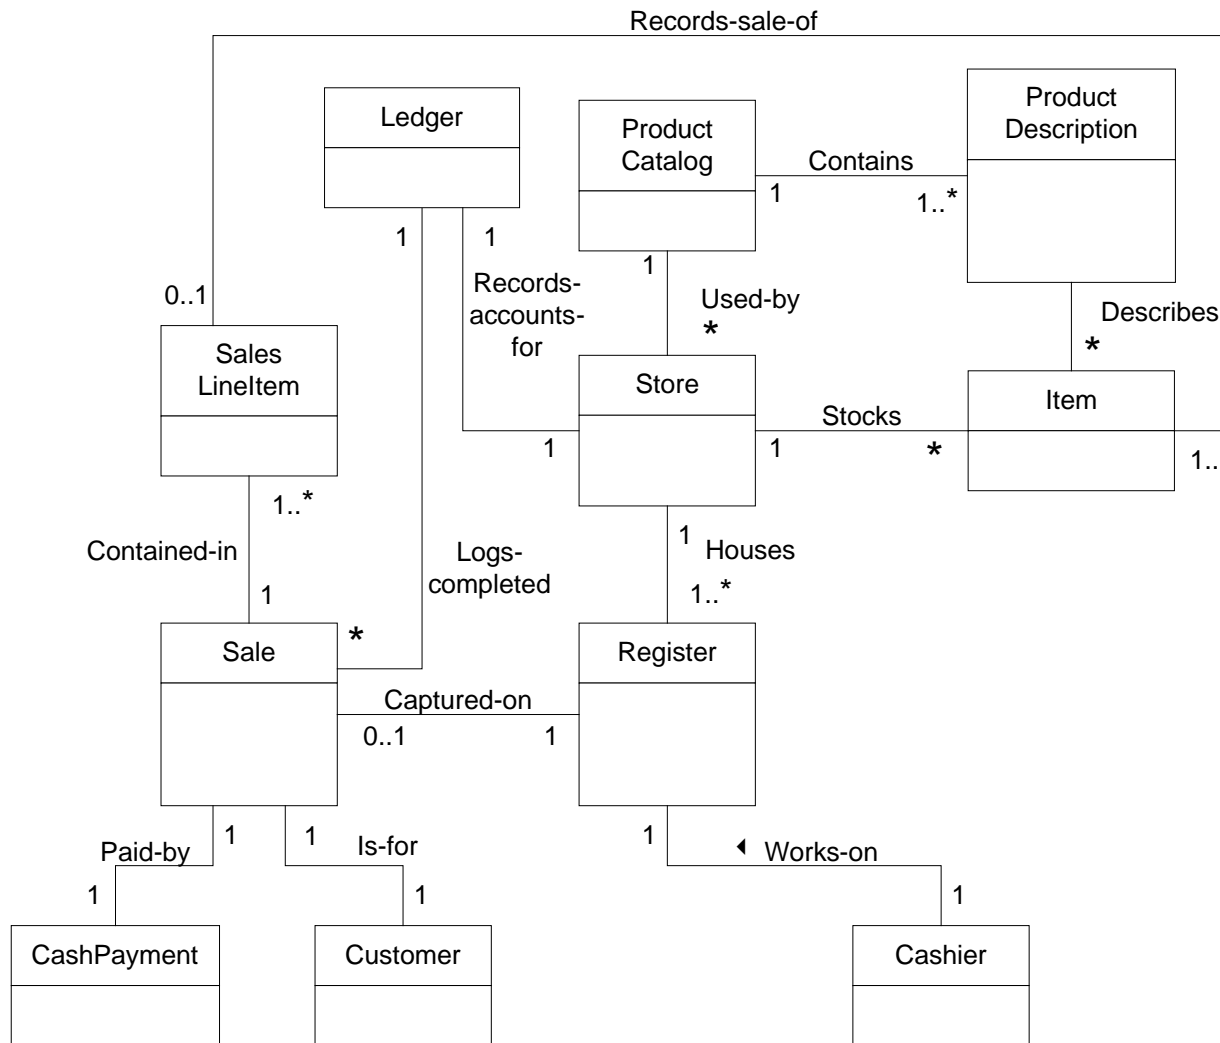 Records-sale-of
Ledger
Product
Catalog
Product
Description
Contains
1
1..*
1
1
1
Records-
accounts-
for
Used-by
*
Describes
*
0..1
Sales
LineItem
Store
Stocks
Item
1
1
*
1..
1..*
Contained-in
1
Logs-
completed
*
1
Houses
1..*
Sale
Register
Captured-on
0..1
1
1
1
Paid-by
Is-for
1
Works-on
1
1
1
CashPayment
Customer
Cashier